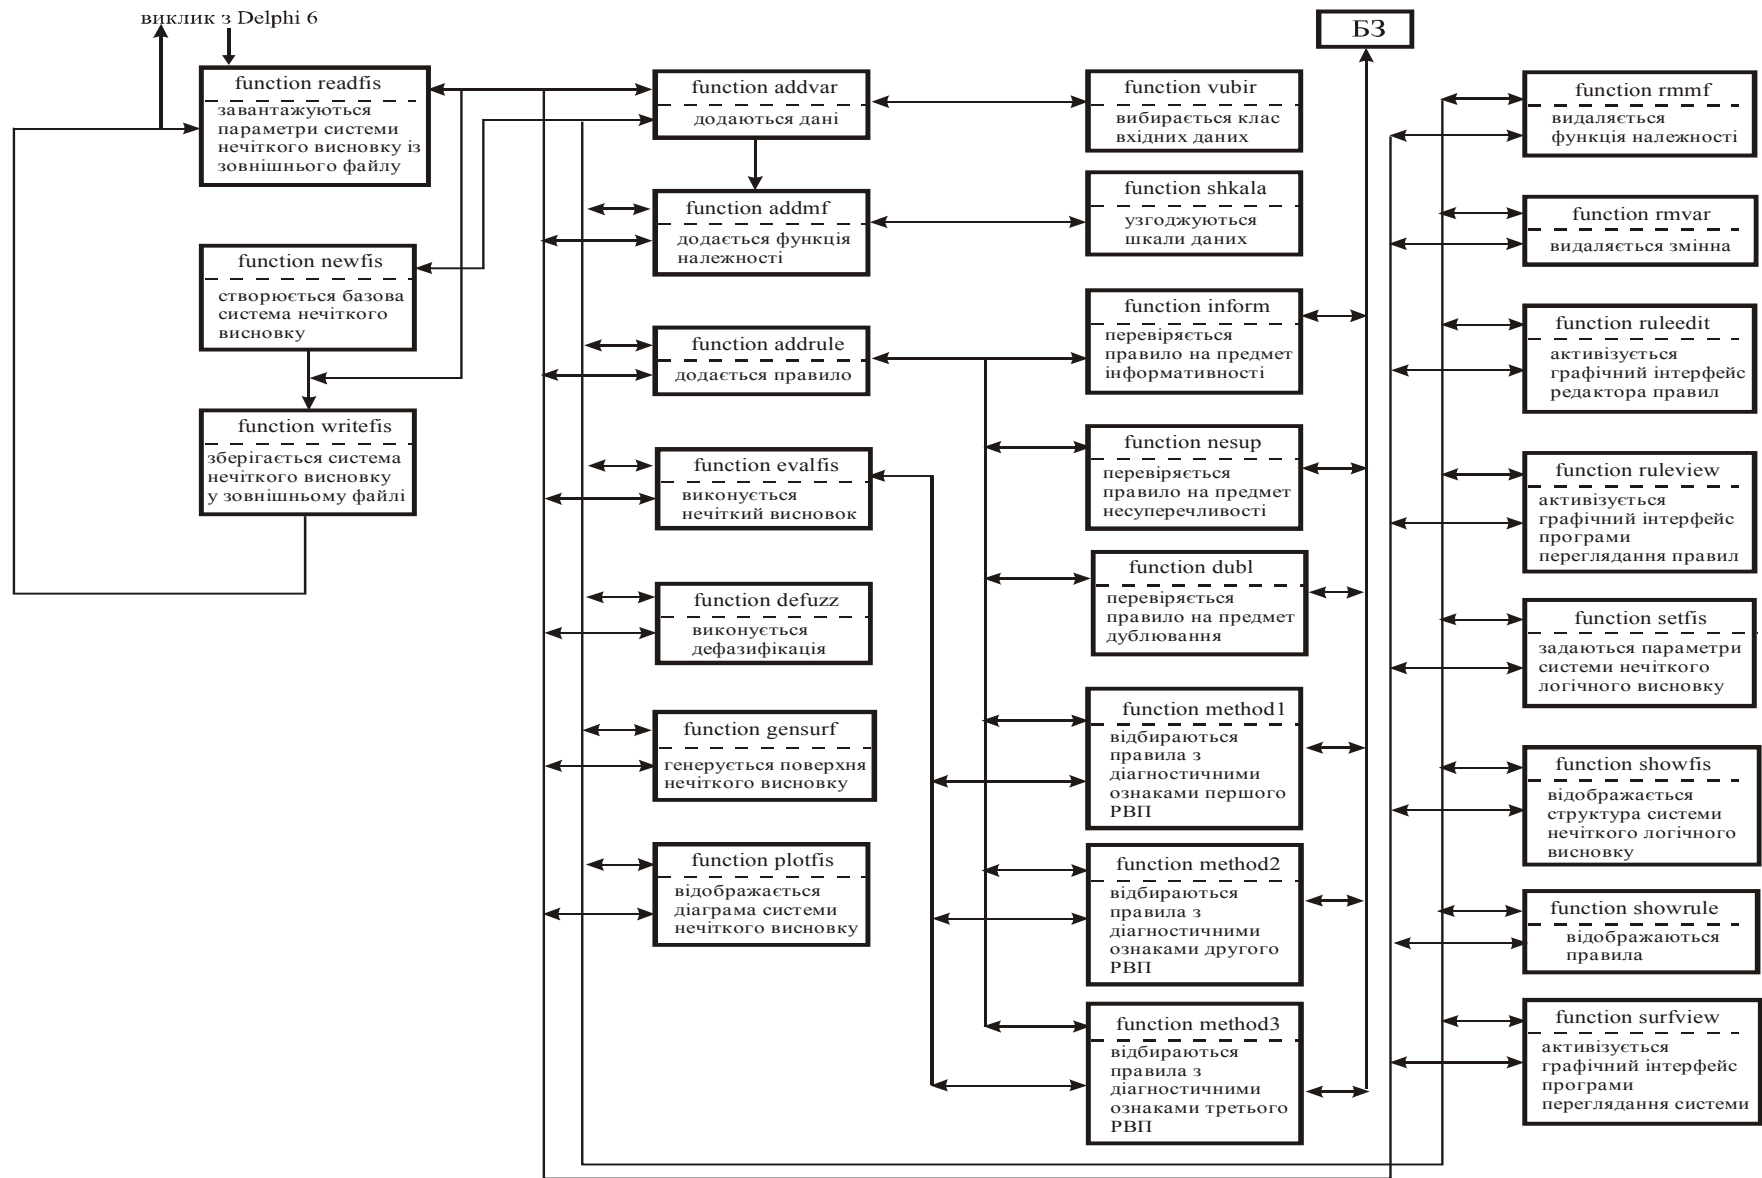 виклик з Delphi 6
function readfis
завантажуються
параметри системи
нечіткого висновку із
зовнішнього файлу
function newfis
створюється базова
система нечіткого
висновку
function writefis
зберігається система
нечіткого висновку
у зовнішньому файлі
function addvar
додаються дані
function addmf
додається функція
належності
function addrule
додається правило
function evalfis
виконується
нечіткий висновок
function defuzz
виконується
дефазифікація
function gensurf
генерується поверхня
нечіткого висновку
function plotfis
відображається
діаграма системи
нечіткого висновку
БЗ
function vubir
вибирається клас
вхідних даних
function shkala
узгоджуються
шкали даних
function inform
перевіряється
правило на предмет
інформативності
function nesup
перевіряється
правило на предмет
несуперечливості
function dubl
перевіряється
правило на предмет
дублювання
function method1
відбираються
правила з
діагностичними
ознаками першого
РВП
function method2
відбираються
правила з
діагностичними
ознаками другого
РВП
function method3
відбираються
правила з
діагностичними
ознаками третього
РВП
function rmmf
видаляється
функція належності
function rmvar
видаляється змінна
function ruleedit
активізується
графічний інтерфейс
редактора правил
function ruleview
активізується
графічний інтерфейс
програми
переглядання правил
function setfis
задаються параметри
системи нечіткого
логічного висновку
function showfis
відображається
структура системи
нечіткого логічного
висновку
function showrule
відображаються
правила
function surfview
активізується
графічний інтерфейс
програми
переглядання системи